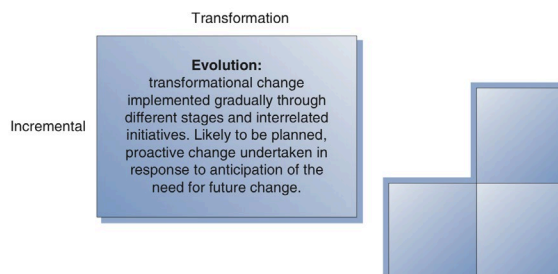 Transformation
Evolution:
transformational change
implemented gradually through
different stages and interrelated
initiatives. Likely to be planned,
proactive change undertaken in
response to anticipation of the
need for future change.
Incremental